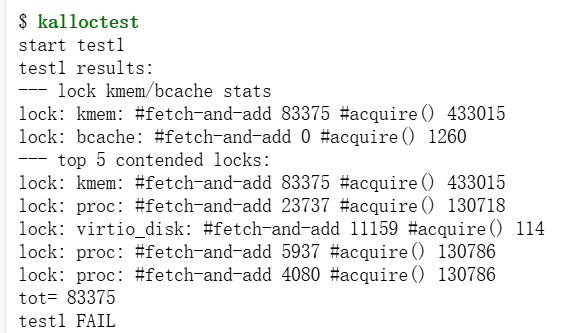 $ kalloctest
start test1
test1 results:
--- lock kmem/bcache stats
lock: kmem: #fetch-and-add 83375 #acquire() 433015
lock: bcache: #fetch-and-add 0 #acquire() 1260
--- top 5 contended locks:
lock: kmem: #fetch-and-add 83375 #acquire() 433015
lock: proc: #fetch-and-add 23737 #acquire() 130718
lock: virtio_disk: #fetch-and-add 11159 #acquire() 114
lock: proc: #fetch-and-add 5937 #acquire() 130786
lock: proc: #fetch-and-add 4080 #acquire() 130786
tot= 83375
test1 FAIL